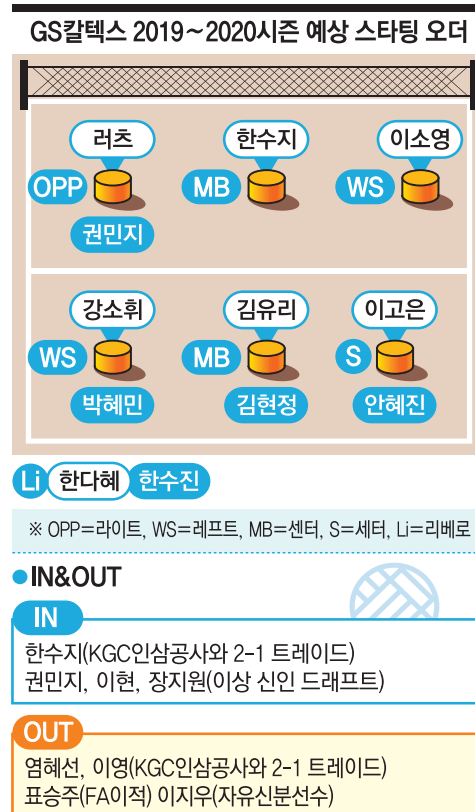 GS칼텍스 2019~2020시즌 예상 스타팅 오더
러츠 한수지 이소영
OPP MB WS
권민지
강소휘 김유리 이고은
WS MB S
박혜민 김현정 안혜진
Li 한다혜 한수진
※ OPP=라이트, WS=레프트, MB=센터, S=세터, Li=리베로
●IN&OUT
IN
한수지(KGC인삼공사와 2-1 트레이드)
권민지, 이현, 장지원(이상 신인 드래프트)
OUT
염혜선, 이영(KGC인삼공사와 2-1 트레이드)
표승주(FA이적) 이지우(자유신분선수)